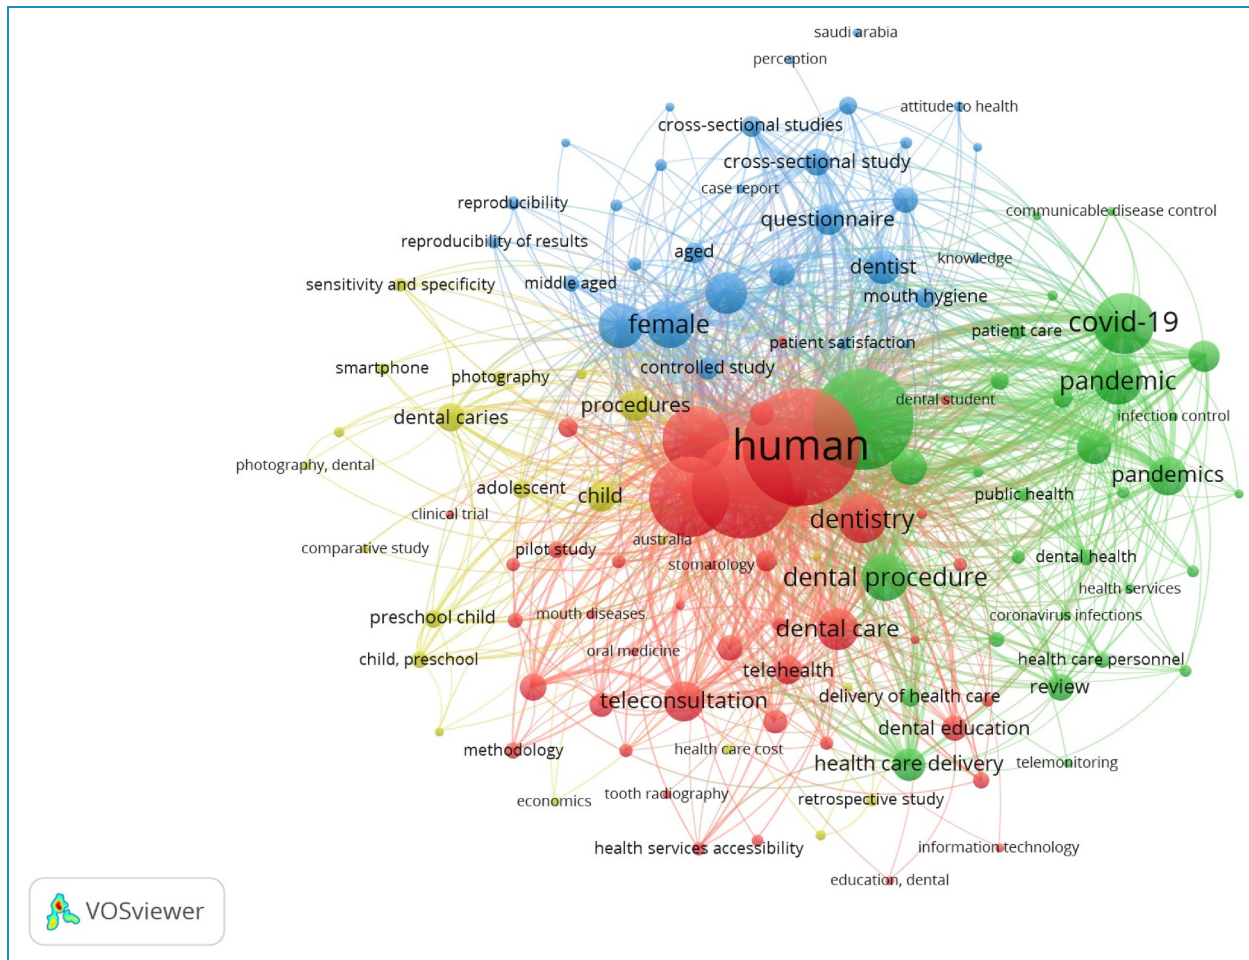 saudi arabia
perception
attitude to health
cross-sectional studies
cross-sectional study
case report
reproducibility
communicable disease control
questionnaire
reproducibility of results
aged
dentist
knowledge
sensitivity and specificity
middle aged
mouth hygiene
female
covid-19
patient care
patient satisfaction
smartphone
photography
controlled study
pandemic
dental student
procedures
dental caries
infection control
human
photography, dental
pandemics
adolescent
child
public health
clinical trial
dentistry
australia
comparative study
pilot study
dental health
stomatology
dental procedure
health services
mouth diseases
coronavirus infections
preschool child
dental care
oral medicine
child, preschool
health care personnel
telehealth
review
delivery of health care
teleconsultation
dental education
methodology
health care cost
health care delivery
telemonitoring
economics
tooth radiography
retrospective study
health services accessibility
information technology
education, dental
VOSviewer